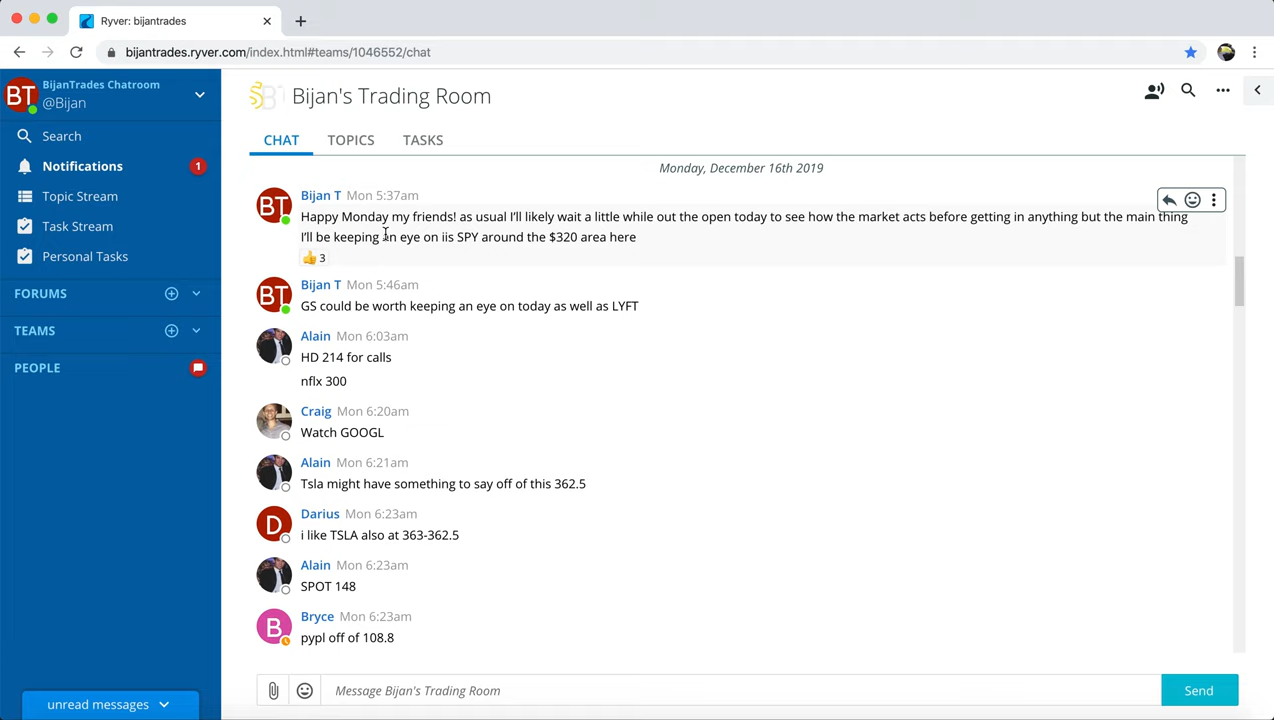 Ryver: bijantrades
bijantrades.ryver.com/index.html#teams/1046552/chat
BT
BijanTrades Chatroom
@Bijan
Search
Notifications
1
Topic Stream
Task Stream
Personal Tasks
FORUMS
TEAMS
PEOPLE
unread messages
Bijan's Trading Room
CHAT TOPICS TASKS
Monday, December 16th 2019
BT
Bijan T Mon 5:37am
Happy Monday my friends! as usual I'll likely wait a little while out the open today to see how the market acts before getting in anything but the main thing
I'll be keeping an eye on iis SPY around the $320 area here
👍 3
BT
Bijan T Mon 5:46am
GS could be worth keeping an eye on today as well as LYFT
Alain Mon 6:03am
HD 214 for calls
nflx 300
Craig Mon 6:20am
Watch GOOGL
Alain Mon 6:21am
Tsla might have something to say off of this 362.5
D
Darius Mon 6:23am
i like TSLA also at 363-362.5
Alain Mon 6:23am
SPOT 148
B
Bryce Mon 6:23am
pypl off of 108.8
Message Bijan's Trading Room
Send